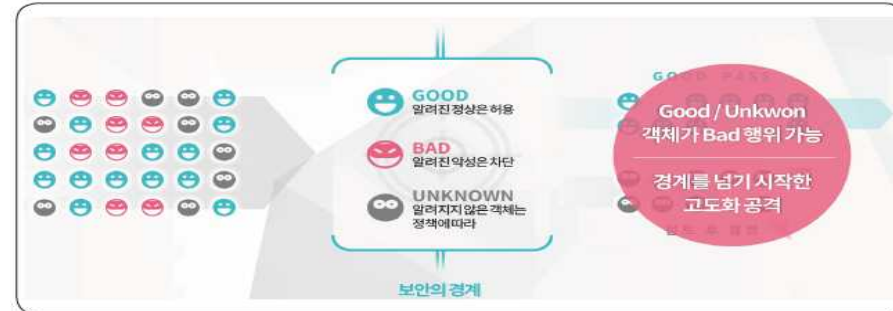 GOOD
알려진 정상은 허용
BAD
알려진 악성은 차단
UNKNOWN
알려지지 않은 객체는
정책에 따라
보안의 경계
GOOD PASS
Good / Unkwon
객체가 Bad 행위 가능
경계를 넘기 시작한
고도화 공격